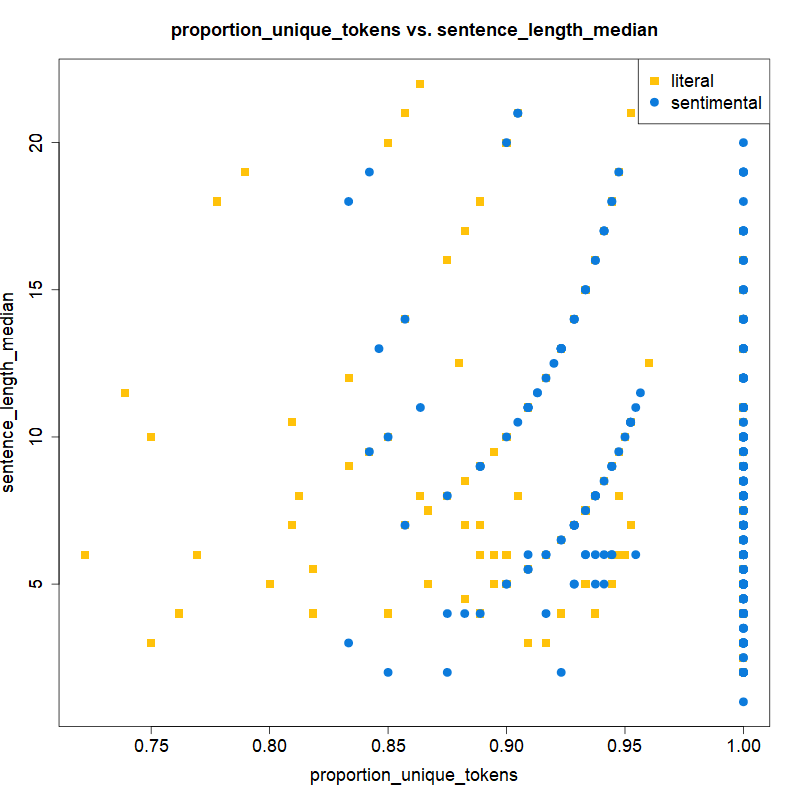 proportion_unique_tokens vs. sentence_length_median
literal
sentimental
sentence_length_median
20
15
10
5
0.75 0.80 0.85 0.90 0.95 1.00
proportion_unique_tokens